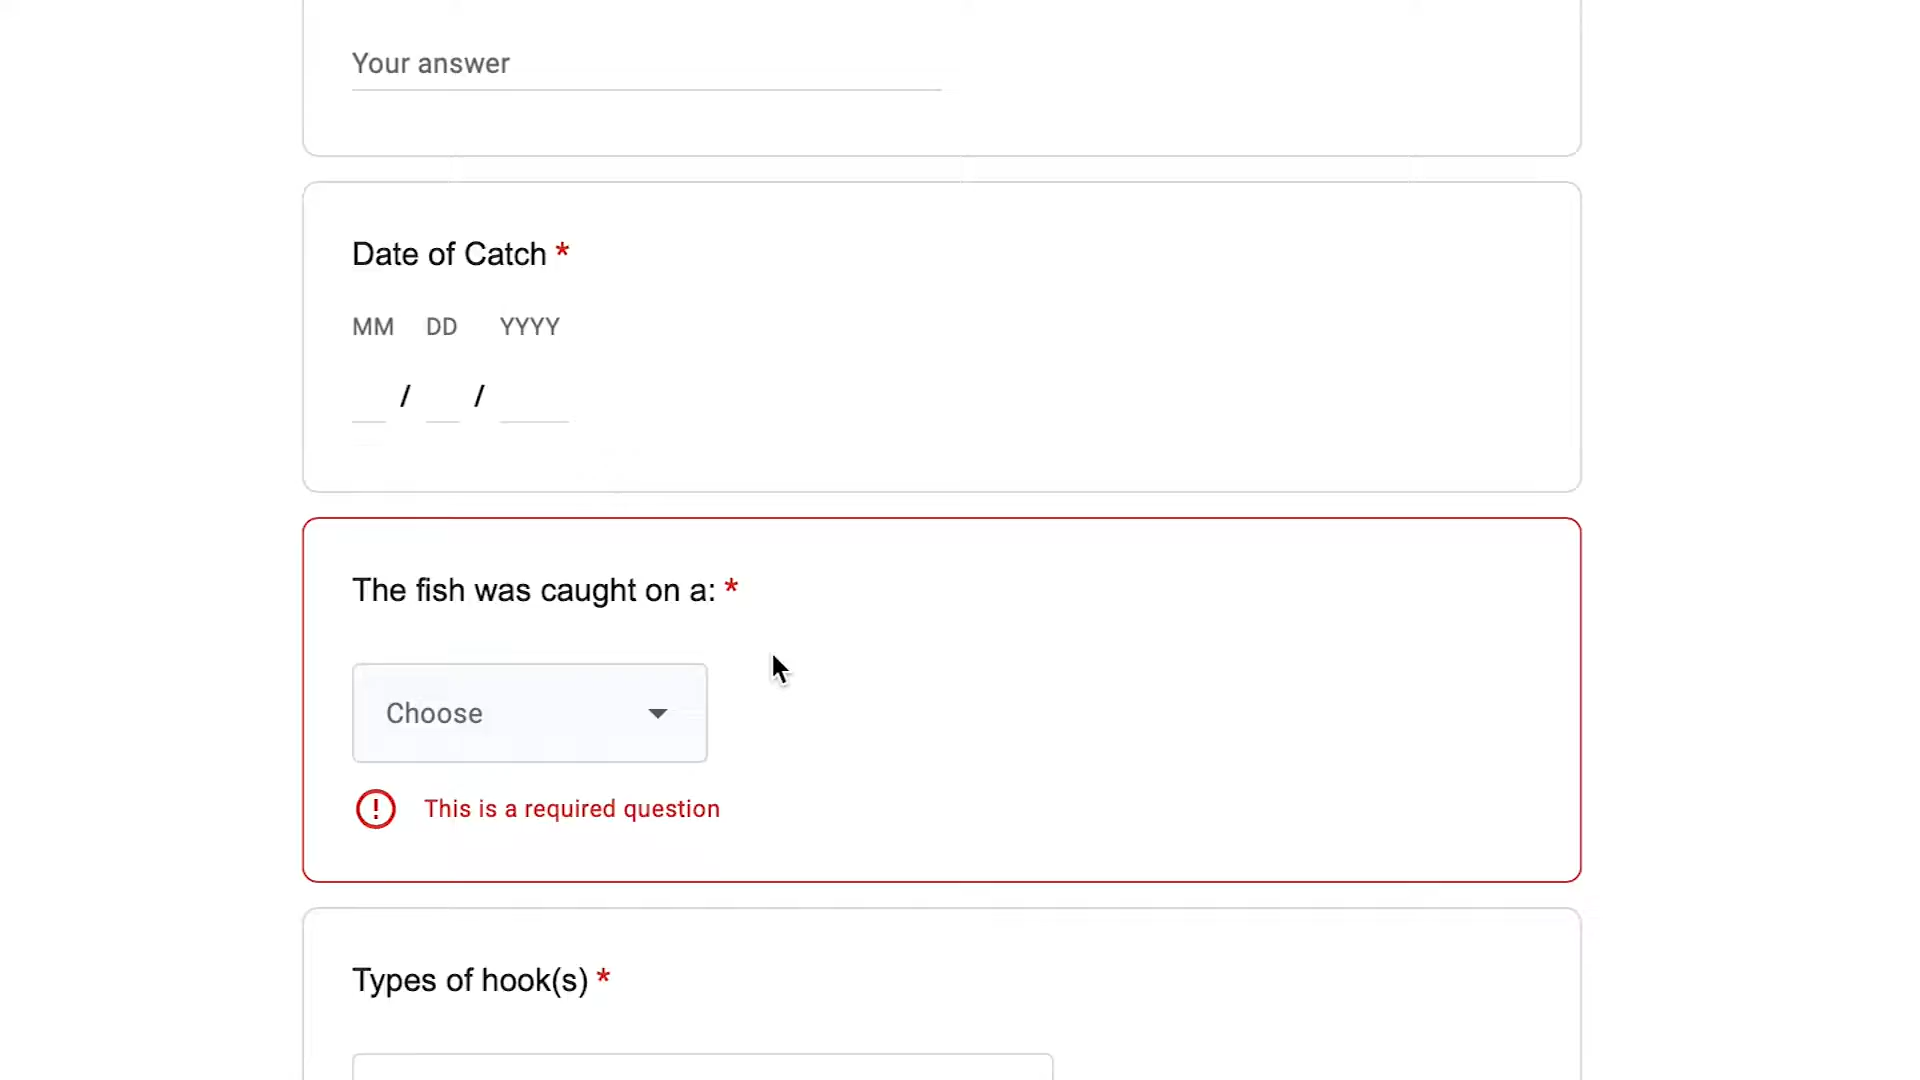 Your answer
Date of Catch *
MM DD YYYY
/ /
The fish was caught on a: *
Choose
! This is a required question
Types of hook(s) *